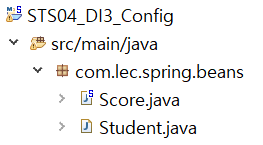 STS04_DI3_Config
src/main/java
com.lec.spring.beans
Score.java
Student.java